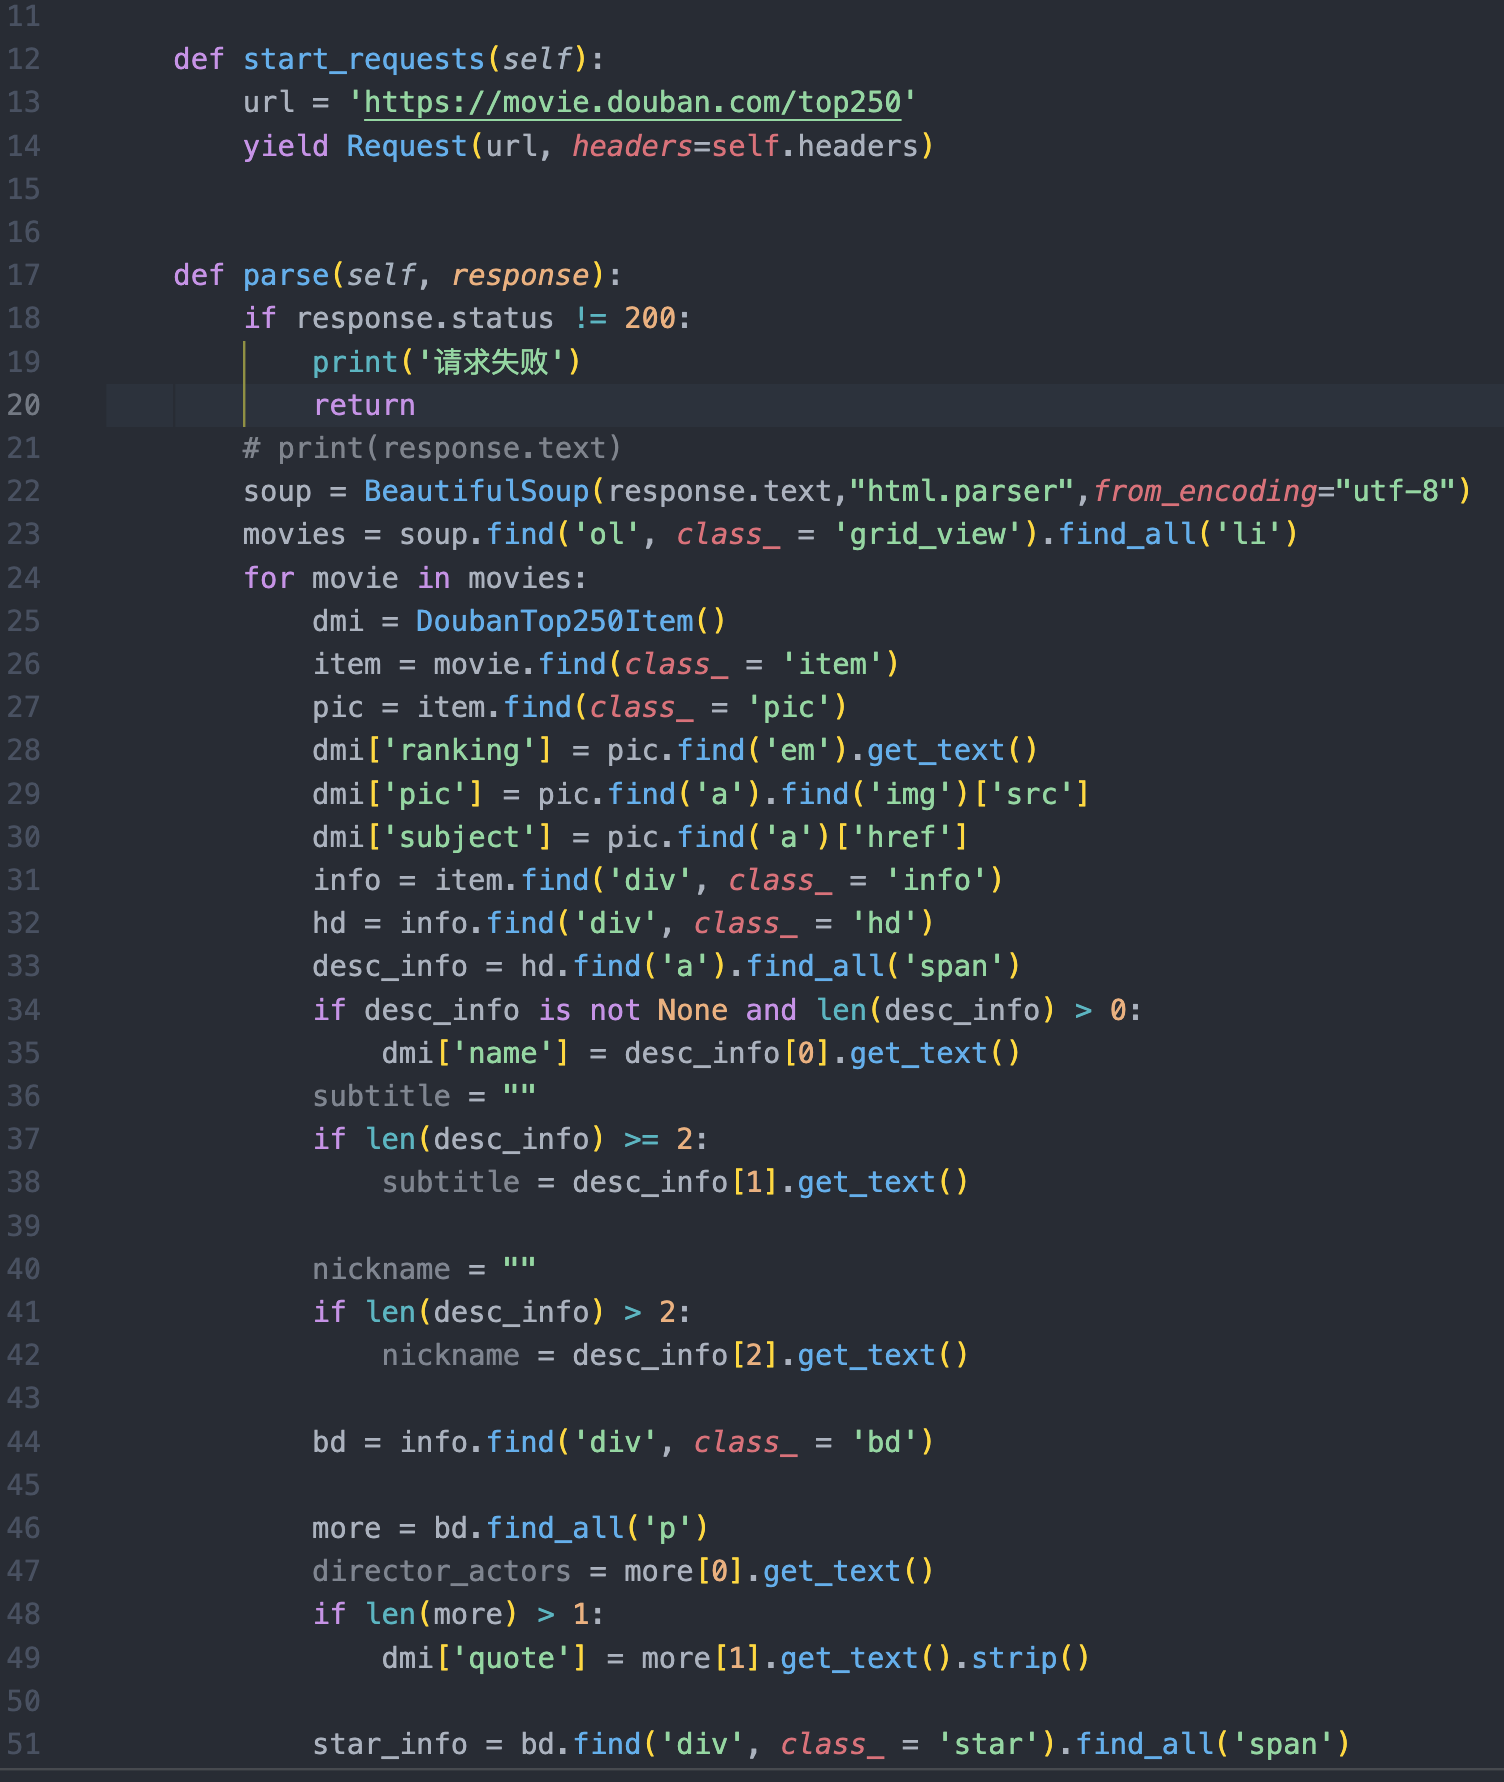 11
12 def start_requests(self):
13 url = 'https://movie.douban.com/top250'
14 yield Request(url, headers=self.headers)
15
16
17 def parse(self, response):
18 if response.status != 200:
19 print('请求失败')
20 return
21 # print(response.text)
22 soup = BeautifulSoup(response.text,"html.parser",from_encoding="utf-8")
23 movies = soup.find('ol', class_ = 'grid_view').find_all('li')
24 for movie in movies:
25 dmi = DoubanTop250Item()
26 item = movie.find(class_ = 'item')
27 pic = item.find(class_ = 'pic')
28 dmi['ranking'] = pic.find('em').get_text()
29 dmi['pic'] = pic.find('a').find('img')['src']
30 dmi['subject'] = pic.find('a')['href']
31 info = item.find('div', class_ = 'info')
32 hd = info.find('div', class_ = 'hd')
33 desc_info = hd.find('a').find_all('span')
34 if desc_info is not None and len(desc_info) > 0:
35 dmi['name'] = desc_info[0].get_text()
36 subtitle = ""
37 if len(desc_info) >= 2:
38 subtitle = desc_info[1].get_text()
39
40 nickname = ""
41 if len(desc_info) > 2:
42 nickname = desc_info[2].get_text()
43
44 bd = info.find('div', class_ = 'bd')
45
46 more = bd.find_all('p')
47 director_actors = more[0].get_text()
48 if len(more) > 1:
49 dmi['quote'] = more[1].get_text().strip()
50
51 star_info = bd.find('div', class_ = 'star').find_all('span')